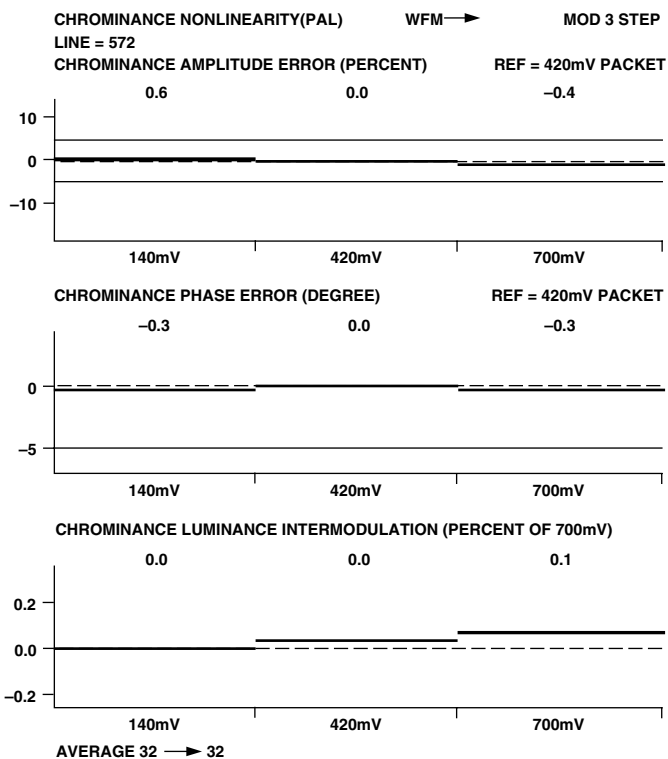 CHROMINANCE NONLINEARITY(PAL) WFM MOD 3 STEP
LINE = 572
CHROMINANCE AMPLITUDE ERROR (PERCENT) REF = 420mV PACKET
0.6 0.0 –0.4
10
0
–10
140mV 420mV 700mV
CHROMINANCE PHASE ERROR (DEGREE) REF = 420mV PACKET
–0.3 0.0 –0.3
0
–5
140mV 420mV 700mV
CHROMINANCE LUMINANCE INTERMODULATION (PERCENT OF 700mV)
0.0 0.0 0.1
0.2
0.0
–0.2
140mV 420mV 700mV
AVERAGE 32 32